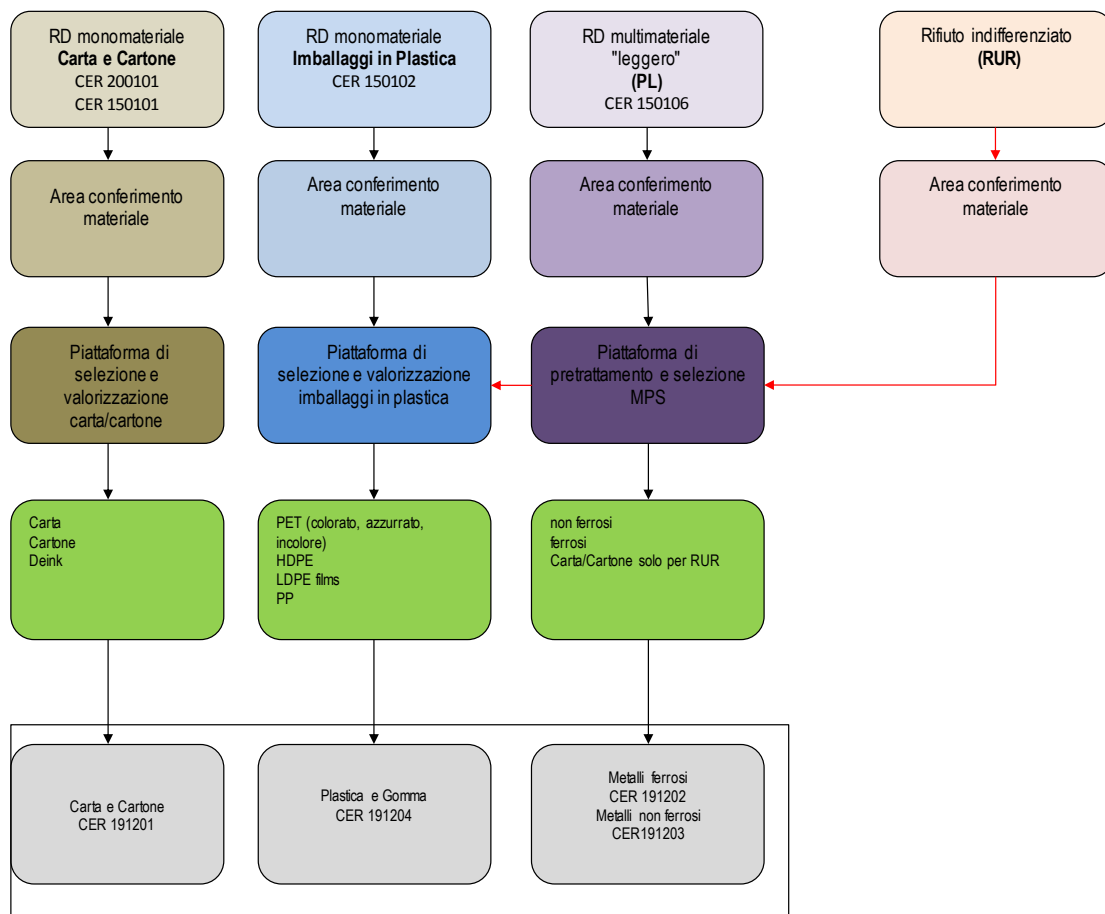 RD monomateriale
Carta e Cartone
CER 200101
CER 150101
RD monomateriale
Imballaggi in Plastica
CER 150102
RD multimateriale
"leggero"
(PL)
CER 150106
Rifiuto indifferenziato
(RUR)
Area conferimento
materiale
Area conferimento
materiale
Area conferimento
materiale
Area conferimento
materiale
Piattaforma di
selezione e
valorizzazione
carta/cartone
Piattaforma di
selezione e valorizzazione
imballaggi in plastica
Piattaforma di
pretrattamento e selezione
MPS
Carta
Cartone
Deink
PET (colorato, azzurrato,
incolore)
HDPE
LDPE films
PP
non ferrosi
ferrosi
Carta/Cartone solo per RUR
Carta e Cartone
CER 191201
Plastica e Gomma
CER 191204
Metalli ferrosi
CER 191202
Metalli non ferrosi
CER191203